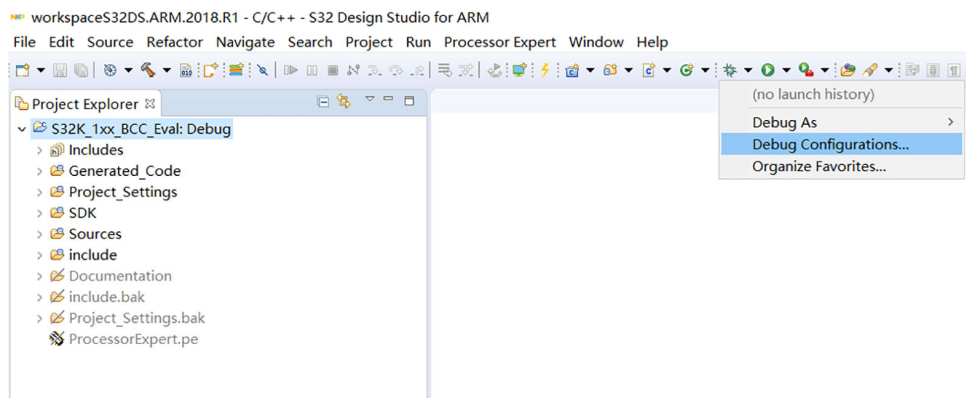 workspaceS32DS.ARM.2018.R1 - C/C++ - S32 Design Studio for ARM
File Edit Source Refactor Navigate Search Project Run Processor Expert Window Help
Project Explorer
(no launch history)
Debug As
Debug Configurations...
Organize Favorites...
S32K_1xx_BCC_Eval: Debug
Includes
Generated_Code
Project_Settings
SDK
Sources
include
Documentation
include.bak
Project_Settings.bak
ProcessorExpert.pe